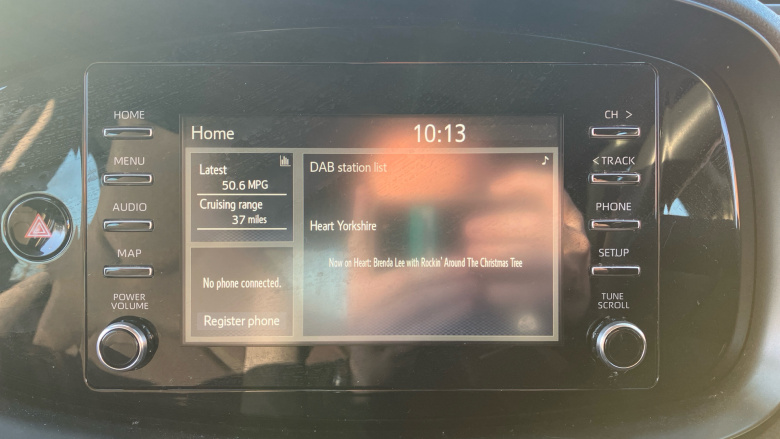 HOME
MENU
AUDIO
MAP
POWER
VOLUME
Home
10:13
Latest
50.6 MPG
Cruising range
37 miles
No phone connected.
Register phone
DAB station list
Heart Yorkshire
Now on Heart: Brenda Lee with Rockin' Around The Christmas Tree
CH >
< TRACK
PHONE
SETUP
TUNE
SCROLL